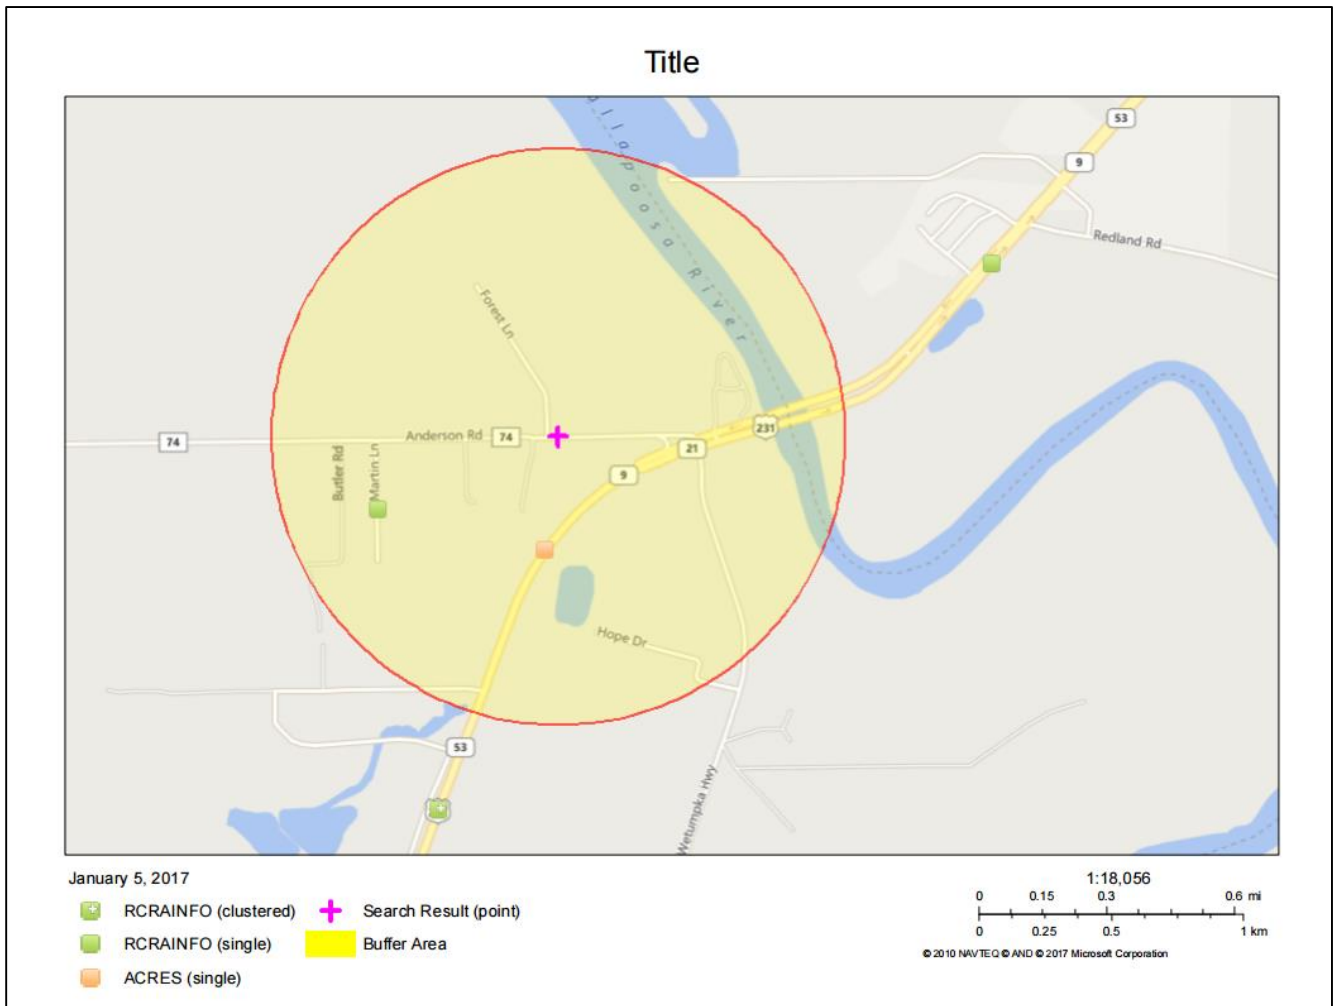 Title
allapoosa River
53
9
Redland Rd
Forest Ln
74
Anderson Rd
74
231
21
9
Butler Rd
Martin Ln
Hope Dr
53
Wetumpka Hwy
January 5, 2017
RCRAINFO (clustered)
Search Result (point)
RCRAINFO (single)
Buffer Area
ACRES (single)
1:18,056
0 0.15 0.3 0.6 mi
0 0.25 0.5 1 km
© 2010 NAVTEQ © AND © 2017 Microsoft Corporation